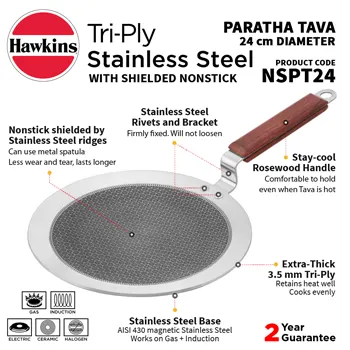 Hawkins
Tri-Ply
Stainless Steel
WITH SHIELDED NONSTICK
PARATHA TAVA
24 cm DIAMETER
PRODUCT CODE
NSPT24
Stainless Steel
Rivets and Bracket
Firmly fixed. Will not loosen
Nonstick shielded by
Stainless Steel ridges
Can use metal spatula
Less wear and tear, lasts longer
Stay-cool
Rosewood Handle
Comfortable to hold
even when Tava is hot
Extra-Thick
3.5 mm Tri-Ply
Retains heat well
Cooks evenly
GAS
INDUCTION
ELECTRIC
CERAMIC
HALOGEN
Stainless Steel Base
AISI 430 magnetic Stainless Steel
Works on Gas + Induction
2 Year
Guarantee